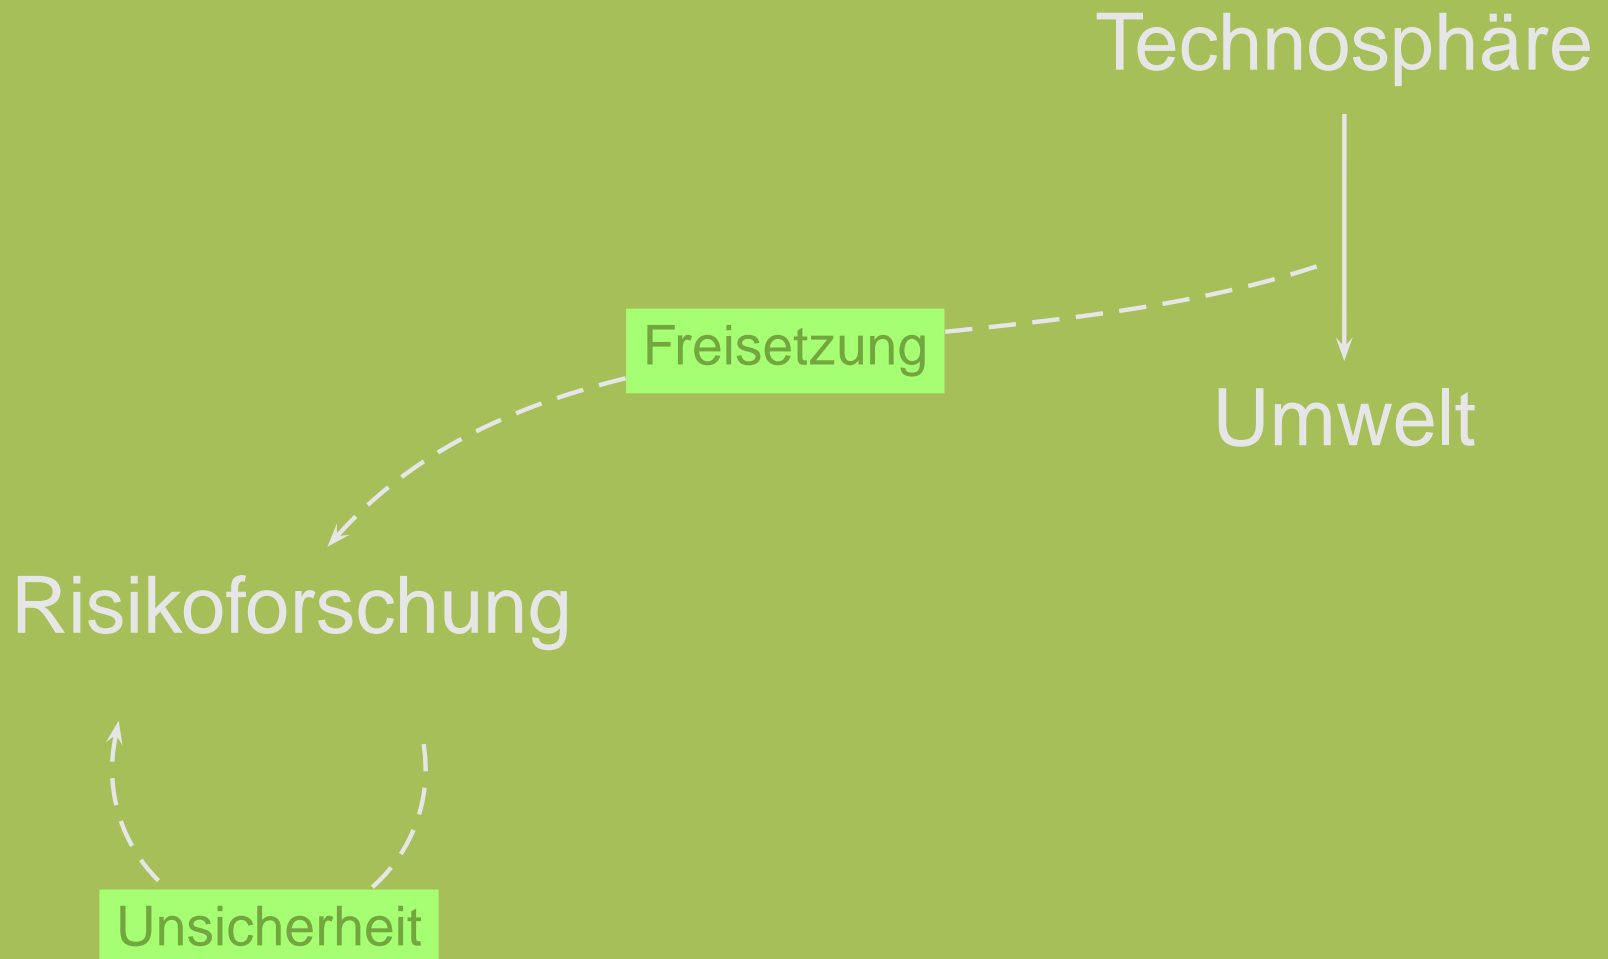 Technosphäre
Freisetzung
Umwelt
Risikoforschung
Unsicherheit